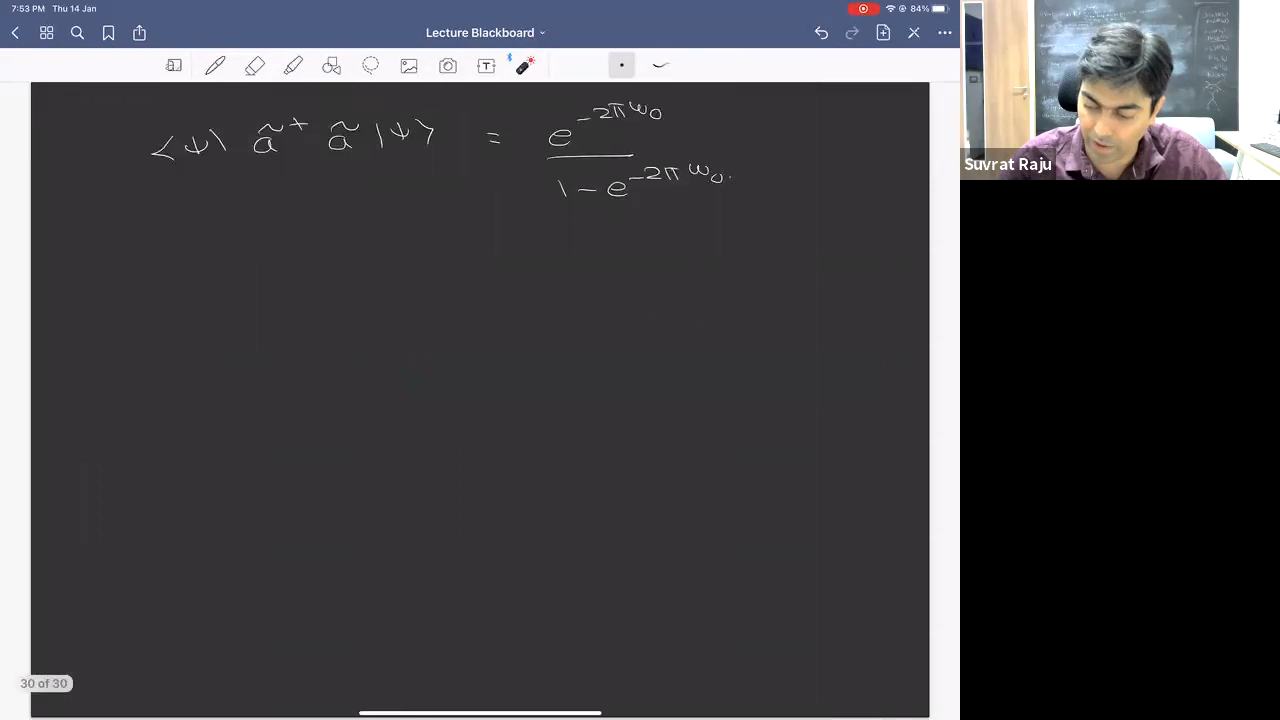 7:53 PM Thu 14 Jan
84%
Lecture Blackboard
T
⟨ψ| ã⁺ ã |ψ⟩ = e^{-2πω₀} / 1 - e^{-2πω₀}.
Suvrat Raju
30 of 30